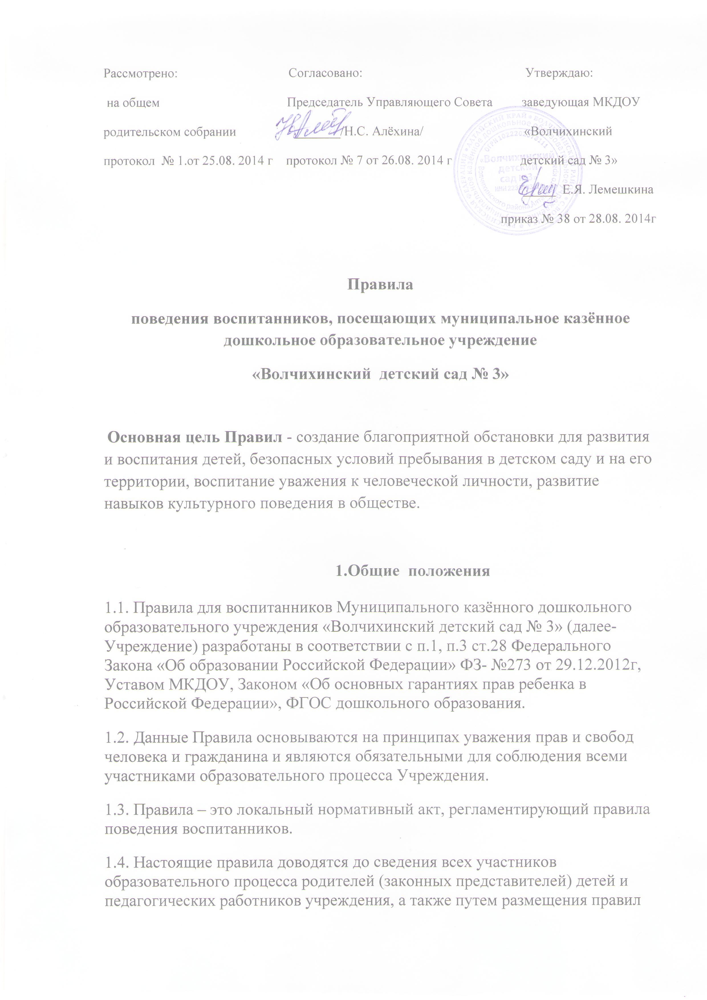 Рассмотрено: Согласовано: Утверждаю:
на общем Председатель Управляющего Совета заведующая МКДОУ
родительском собрании /Н.С. Алёхина/ «Волчихинский
протокол № 1.от 25.08. 2014 г протокол № 7 от 26.08. 2014 г детский сад № 3»
Е.Я. Лемешкина
приказ № 38 от 28.08. 2014г
«Волчихинский
детский
сад №3»
Правила
поведения воспитанников, посещающих муниципальное казённое
дошкольное образовательное учреждение
«Волчихинский детский сад № 3»
Основная цель Правил - создание благоприятной обстановки для развития
и воспитания детей, безопасных условий пребывания в детском саду и на его
территории, воспитание уважения к человеческой личности, развитие
навыков культурного поведения в обществе.
1.Общие положения
1.1. Правила для воспитанников Муниципального казённого дошкольного
образовательного учреждения «Волчихинский детский сад № 3» (далее-
Учреждение) разработаны в соответствии с п.1, п.3 ст.28 Федерального
Закона «Об образовании Российской Федерации» ФЗ- №273 от 29.12.2012г,
Уставом МКДОУ, Законом «Об основных гарантиях прав ребенка в
Российской Федерации», ФГОС дошкольного образования.
1.2. Данные Правила основываются на принципах уважения прав и свобод
человека и гражданина и являются обязательными для соблюдения всеми
участниками образовательного процесса Учреждения.
1.3. Правила – это локальный нормативный акт, регламентирующий правила
поведения воспитанников.
1.4. Настоящие правила доводятся до сведения всех участников
образовательного процесса родителей (законных представителей) детей и
педагогических работников учреждения, а также путем размещения правил